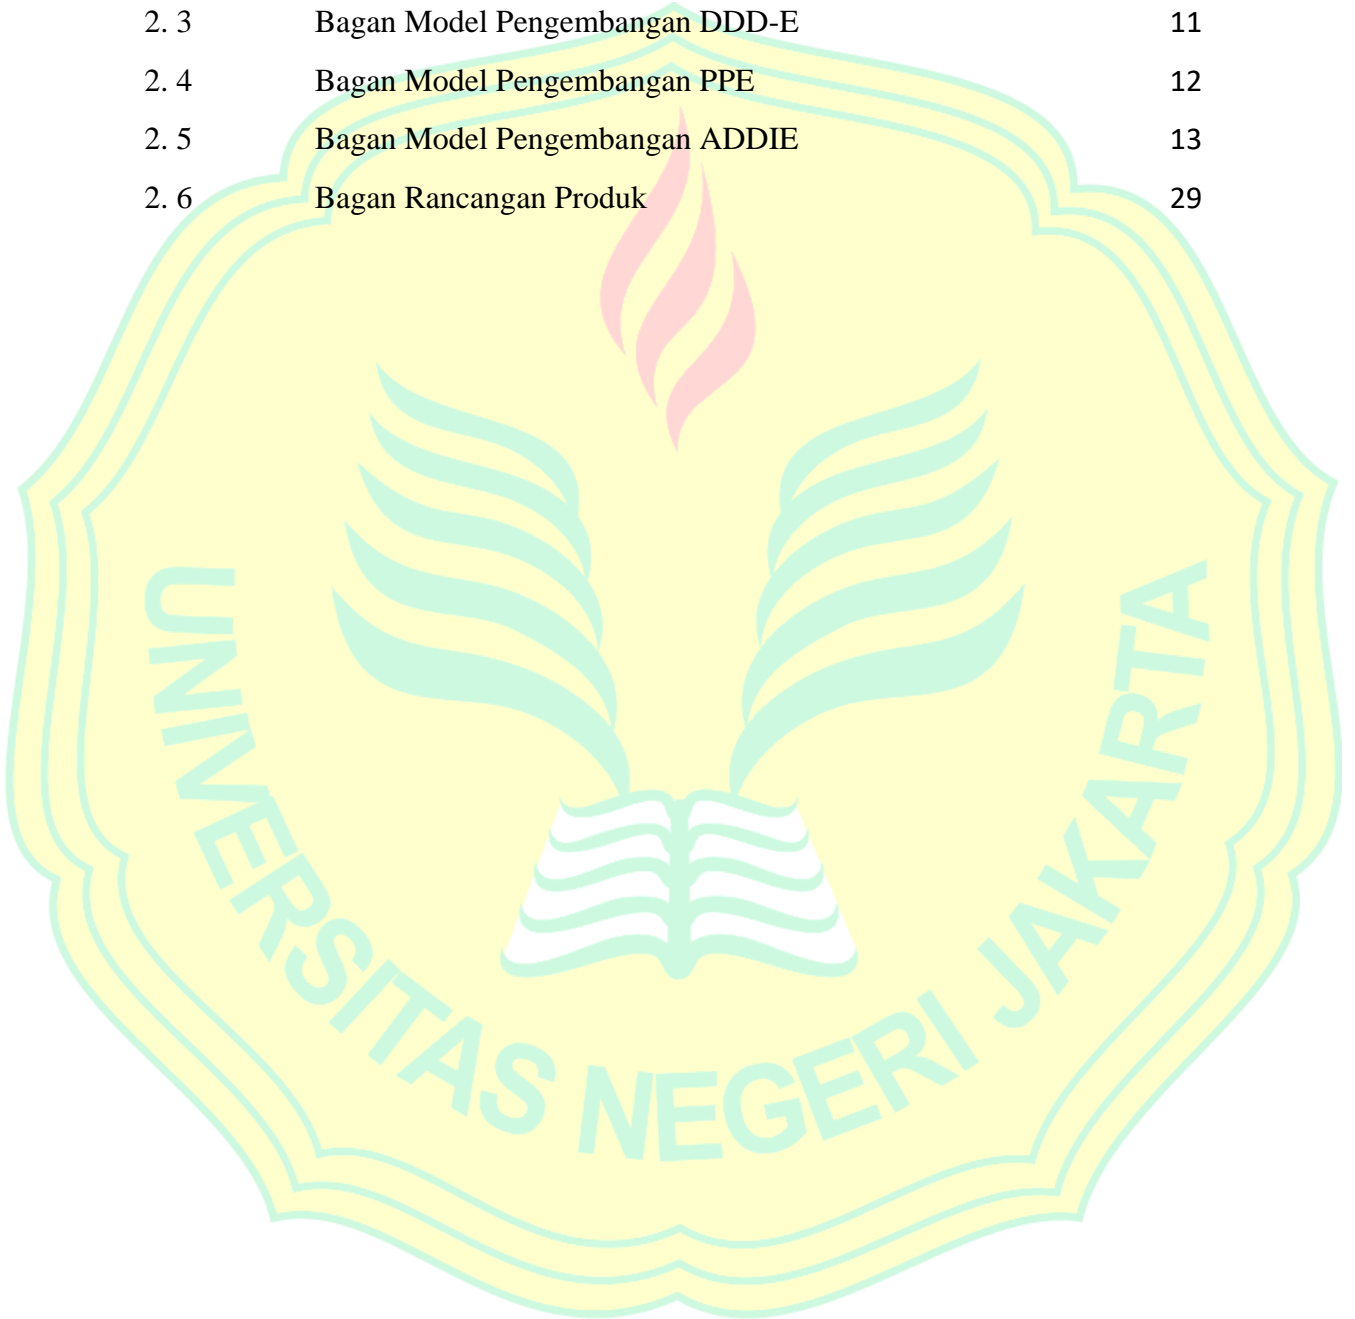 2. 3 Bagan Model Pengembangan DDD-E 11
2. 4 Bagan Model Pengembangan PPE 12
2. 5 Bagan Model Pengembangan ADDIE 13
2. 6 Bagan Rancangan Produk 29
UNIVERSITAS NEGERI JAKARTA